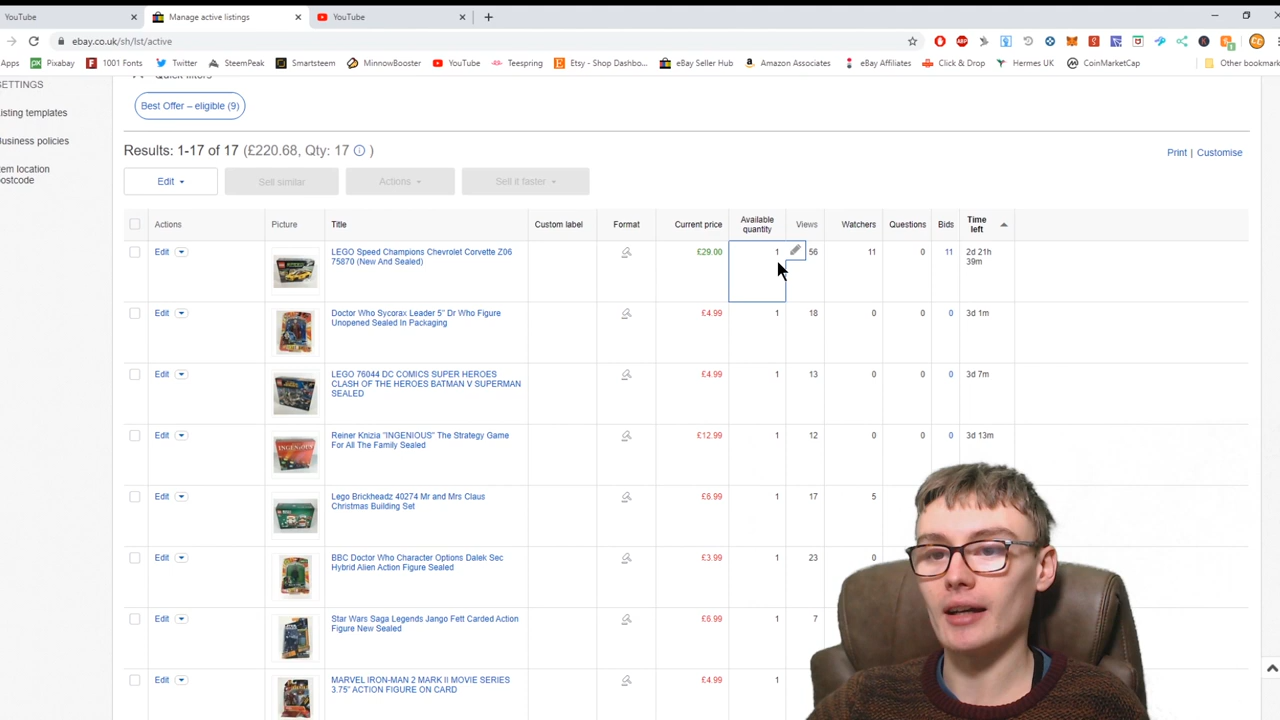 YouTube × Manage active listings × YouTube × +
ebay.co.uk/sh/lst/active
Apps Pixabay 1001 Fonts Twitter SteemPeak Smartsteem MinnowBooster YouTube Teespring Etsy - Shop Dashbo... eBay Seller Hub Amazon Associates eBay Affiliates Click & Drop Hermes UK CoinMarketCap Other bookmark
SETTINGS
isting templates
usiness policies
tem location
ostcode
Quick filters
Best Offer – eligible (9)
Results: 1-17 of 17 (£220.68, Qty: 17 )
Print | Customise
Edit Sell similar Actions Sell it faster
Actions Picture Title Custom label Format Current price Available quantity Views Watchers Questions Bids Time left
Edit LEGO Speed Champions Chevrolet Corvette Z06 £29.00 1 56 11 0 11 2d 21h
75870 (New And Sealed) 39m
Edit Doctor Who Sycorax Leader 5" Dr Who Figure £4.99 1 18 0 0 0 3d 1m
Unopened Sealed In Packaging
Edit LEGO 76044 DC COMICS SUPER HEROES £4.99 1 13 0 0 0 3d 7m
CLASH OF THE HEROES BATMAN V SUPERMAN
SEALED
Edit Reiner Knizia "INGENIOUS" The Strategy Game £12.99 1 12 0 0 0 3d 13m
For All The Family Sealed
Edit Lego Brickheadz 40274 Mr and Mrs Claus £6.99 1 17 5
Christmas Building Set
Edit BBC Doctor Who Character Options Dalek Sec £3.99 1 23 0
Hybrid Alien Action Figure Sealed
Edit Star Wars Saga Legends Jango Fett Carded Action £6.99 1 7
Figure New Sealed
Edit MARVEL IRON-MAN 2 MARK II MOVIE SERIES £4.99 1
3.75" ACTION FIGURE ON CARD